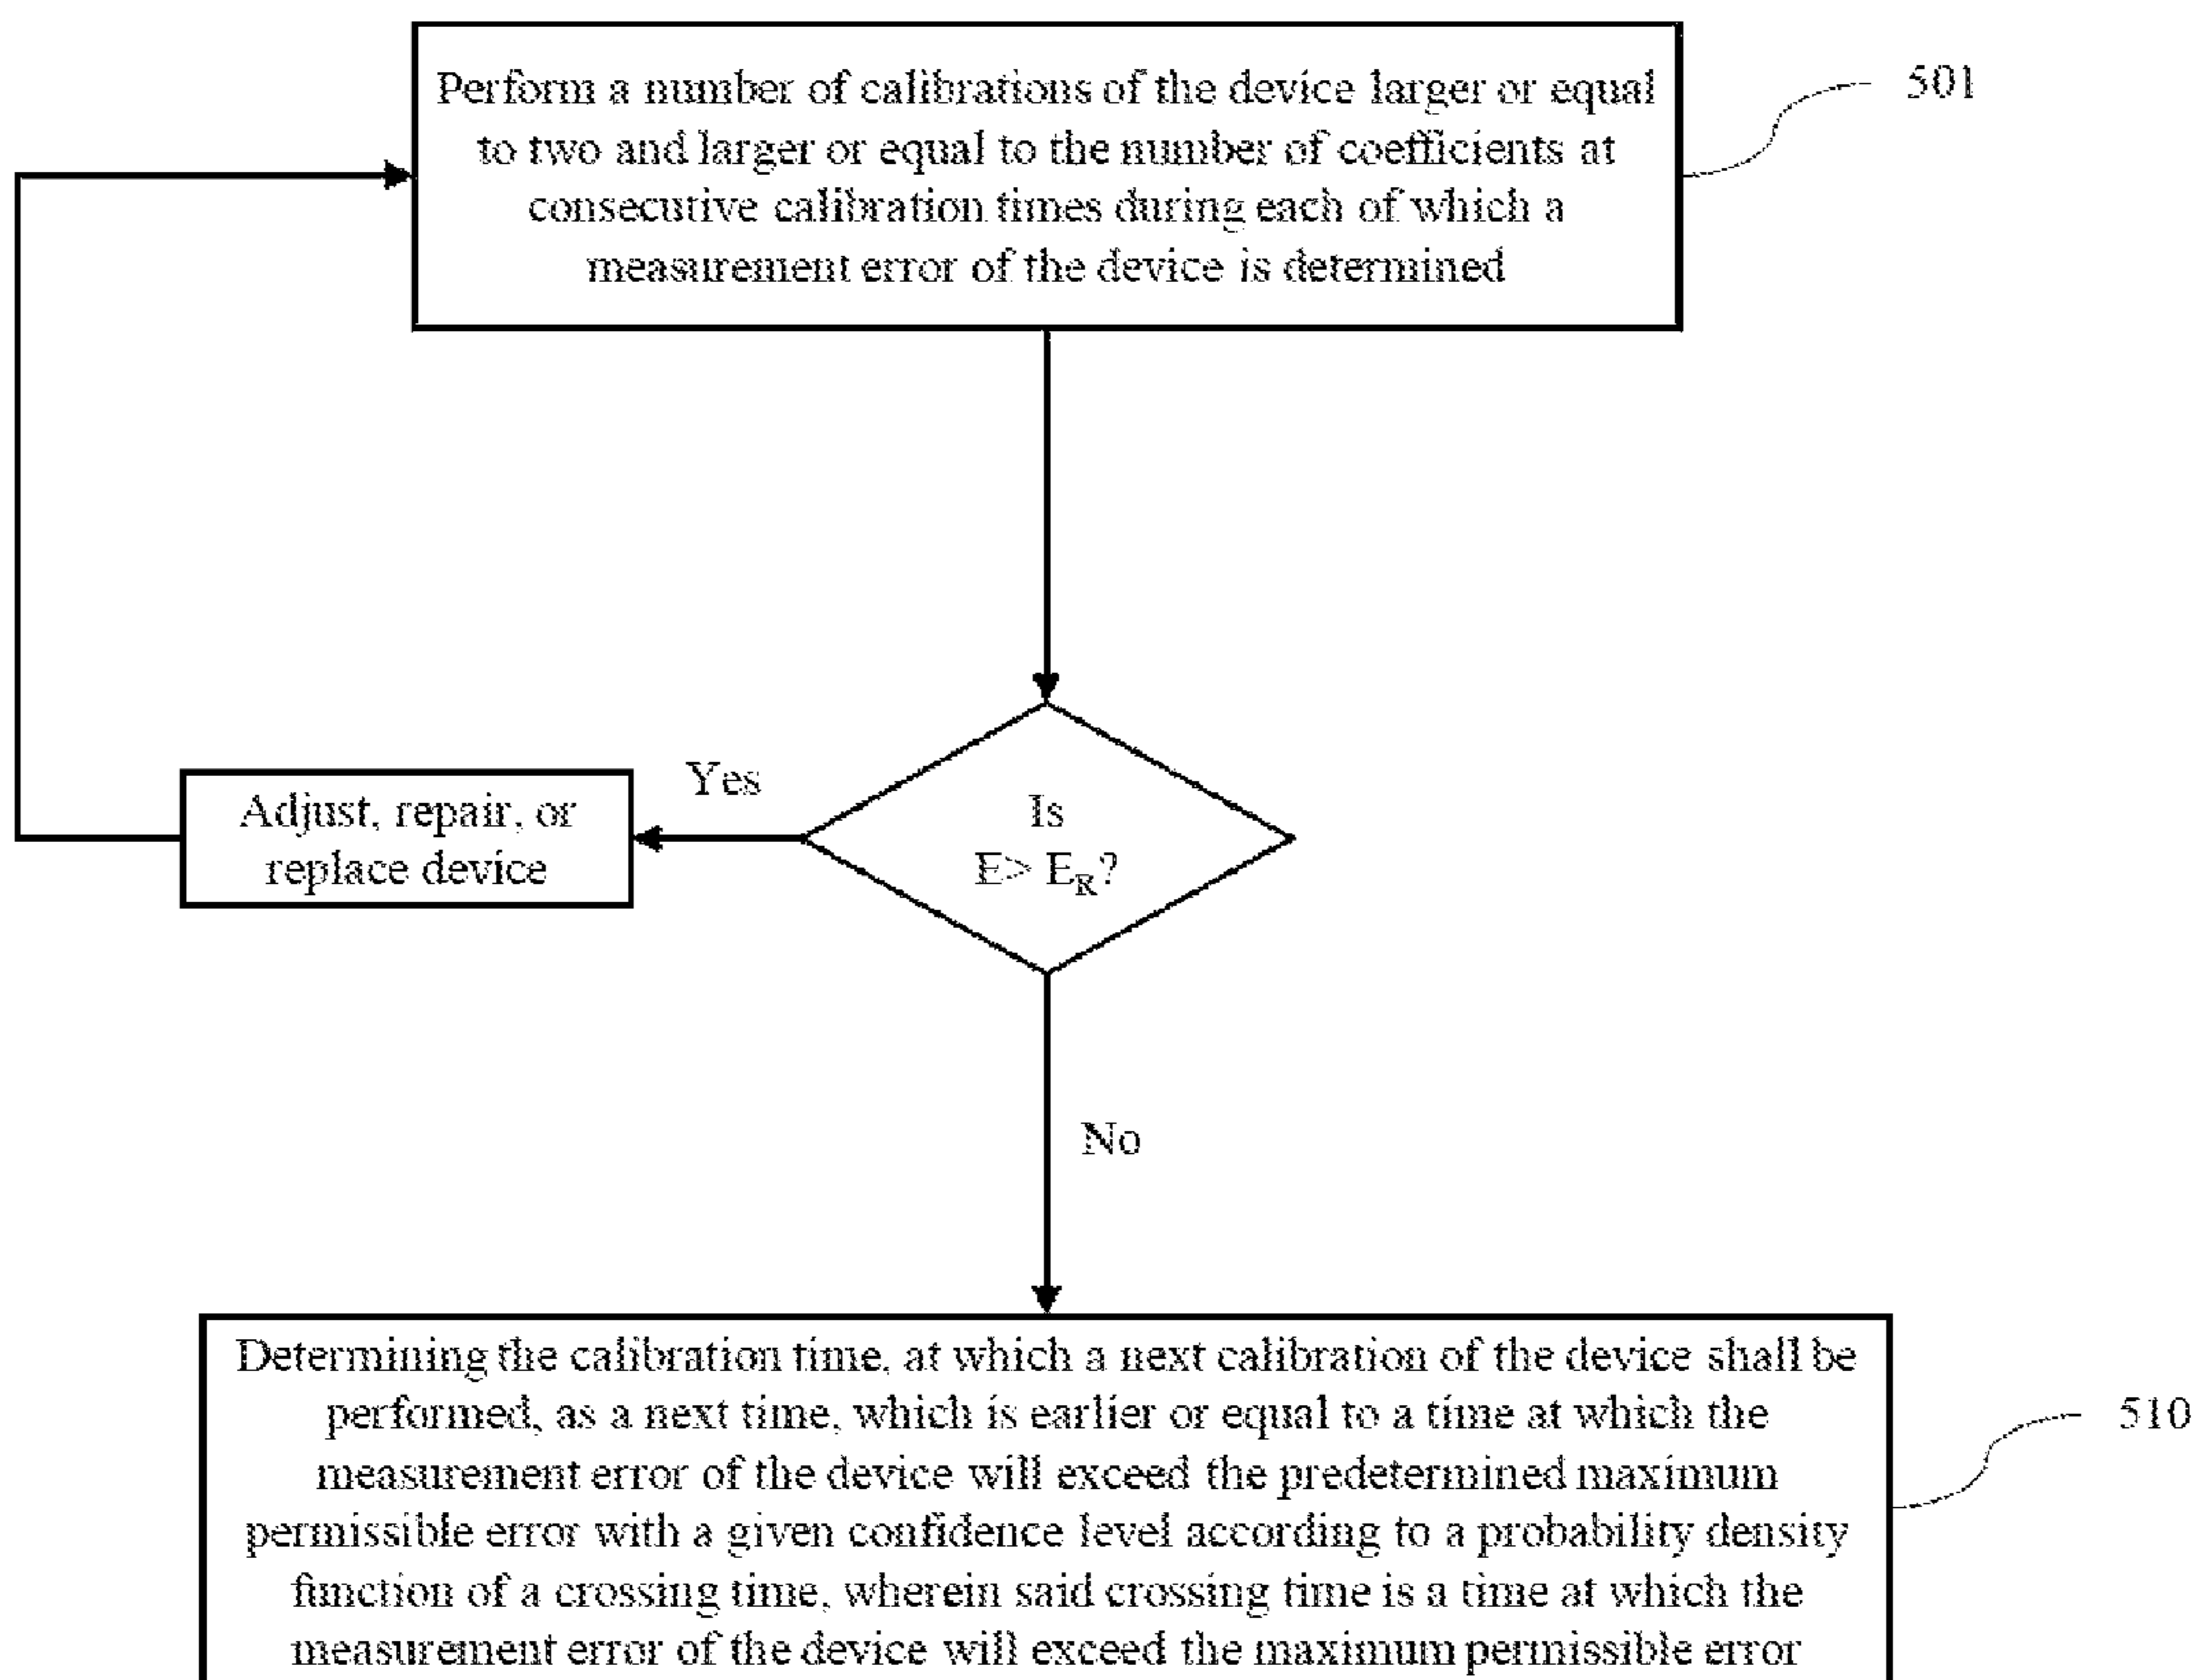 Perform a number of calibrations of the device larger or equal
to two and larger or equal to the number of coefficients at
consecutive calibration times during each of which a
measurement error of the device is determined
501
Yes
Is
E> E_R?
Adjust, repair, or
replace device
No
Determining the calibration time, at which a next calibration of the device shall be
performed, as a next time, which is earlier or equal to a time at which the
measurement error of the device will exceed the predetermined maximum
permissible error with a given confidence level according to a probability density
function of a crossing time, wherein said crossing time is a time at which the
measurement error of the device will exceed the maximum permissible error
510